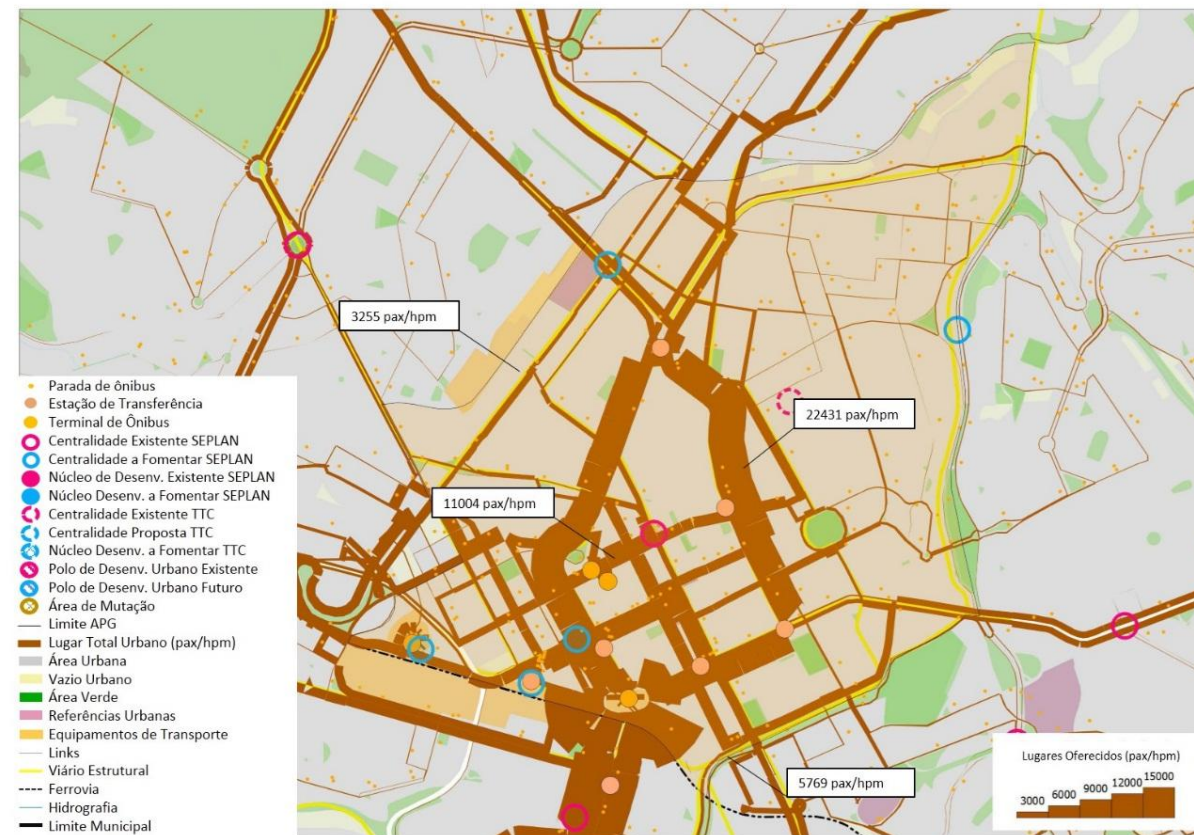 3255 pax/hpm
22431 pax/hpm
11004 pax/hpm
5769 pax/hpm
Parada de ônibus
Estação de Transferência
Terminal de Ônibus
Centralidade Existente SEPLAN
Centralidade a Fomentar SEPLAN
Núcleo de Desenv. Existente SEPLAN
Núcleo Desenv. a Fomentar SEPLAN
Centralidade Existente TTC
Centralidade Proposta TTC
Núcleo Desenv. a Fomentar TTC
Polo de Desenv. Urbano Existente
Polo de Desenv. Urbano Futuro
Área de Mutação
Limite APG
Lugar Total Urbano (pax/hpm)
Área Urbana
Vazio Urbano
Área Verde
Referências Urbanas
Equipamentos de Transporte
Links
Viário Estrutural
Ferrovia
Hidrografia
Limite Municipal
Lugares Oferecidos (pax/hpm)
3000 6000 9000 12000 15000